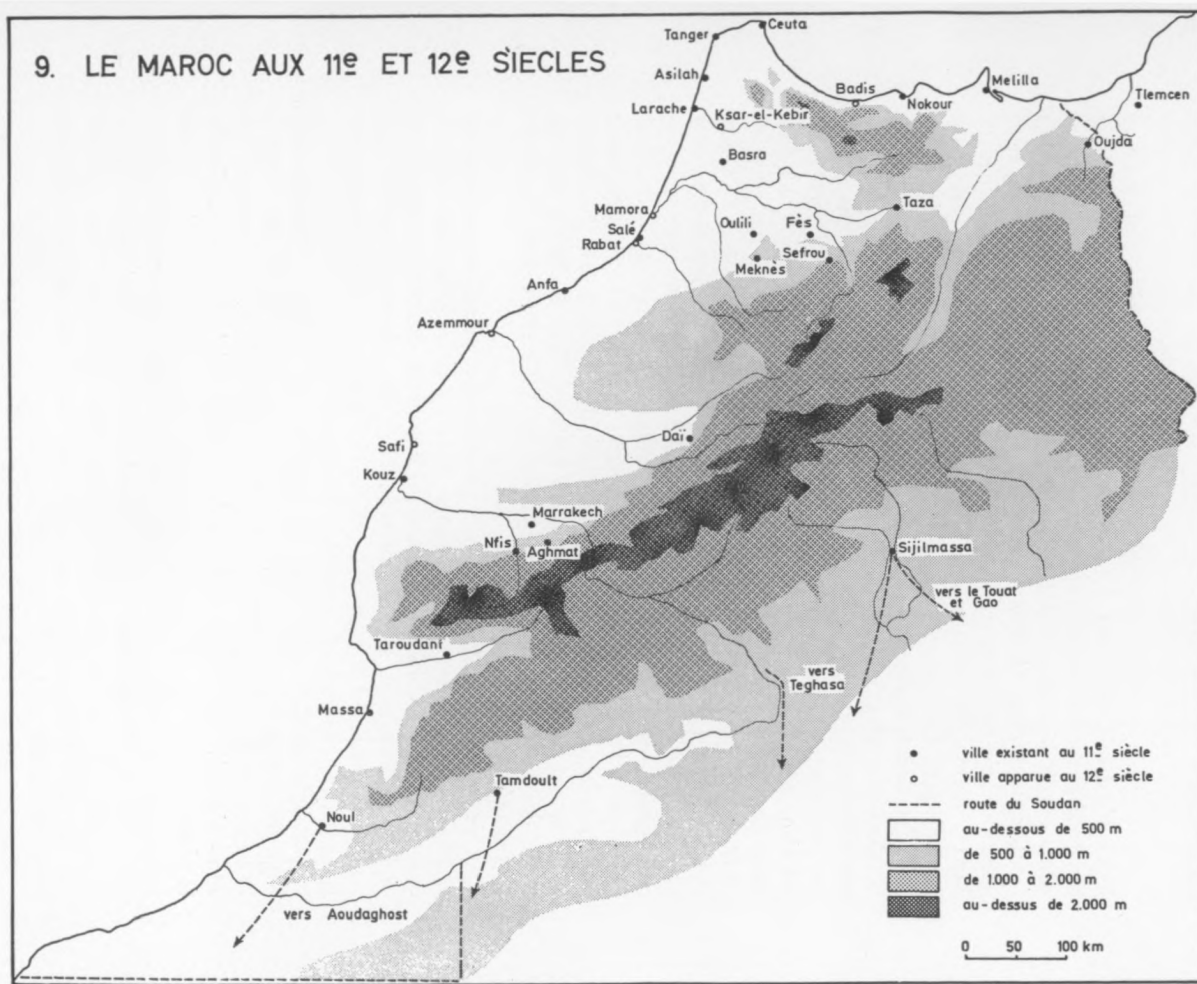 9. LE MAROC AUX 11e ET 12e SIECLES
Ceuta
Tanger
Asilah
Larache
Ksar-el-Kebir
Badis
Nokour
Melilla
Tlemcen
Oujda
Basra
Taza
Mamora
Salé
Rabat
Oulili
Fès
Meknès
Sefrou
Anfa
Azemmour
Safi
Kouz
Daï
Marrakech
Nfis
Aghmat
Sijilmassa
vers le Touat
et Gao
Taroudant
vers
Teghasa
Massa
Tamdoult
Noul
vers Aoudaghost
ville existant au 11e siècle
ville apparue au 12e siècle
route du Soudan
au-dessous de 500 m
de 500 à 1.000 m
de 1.000 à 2.000 m
au-dessus de 2.000 m
0 50 100 km